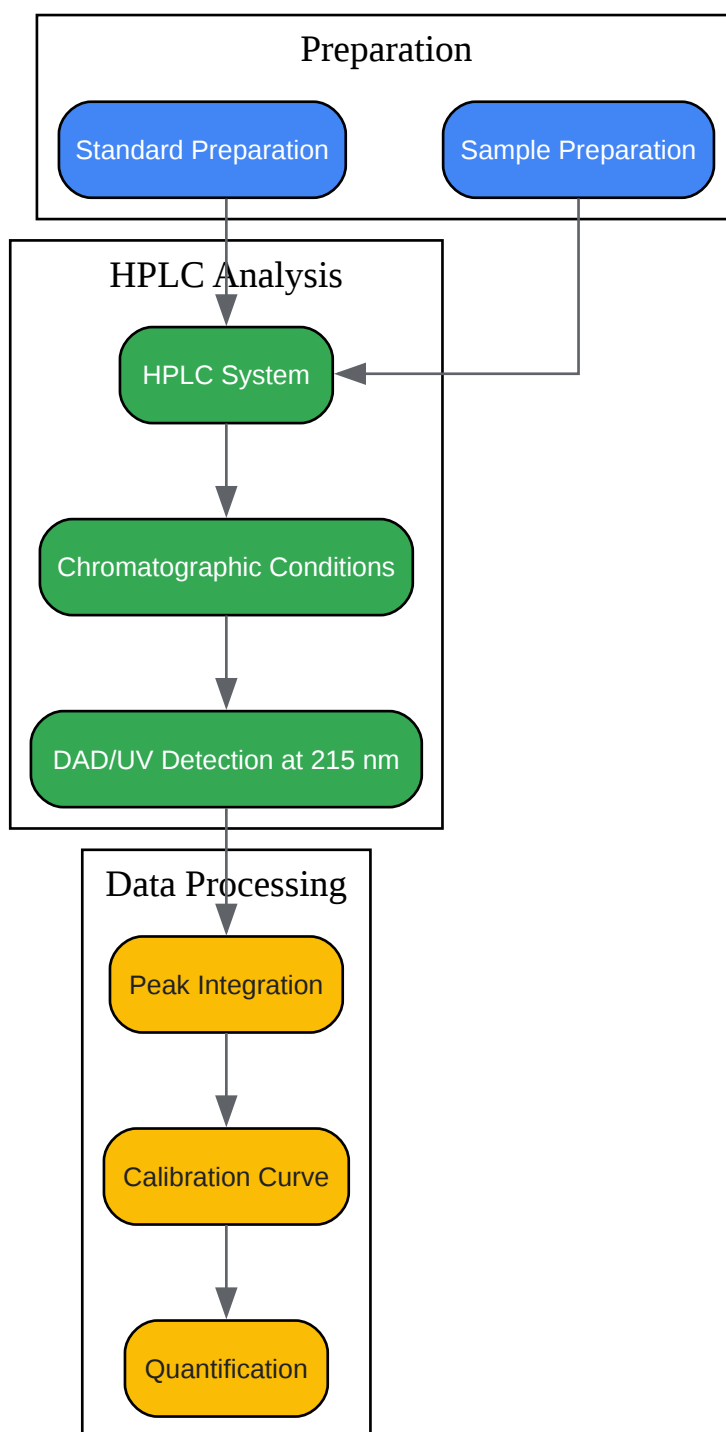 Preparation
Standard Preparation
Sample Preparation
HPLC Analysis
HPLC System
Chromatographic Conditions
DAD/UV Detection at 215 nm
Data Processing
Peak Integration
Calibration Curve
Quantification